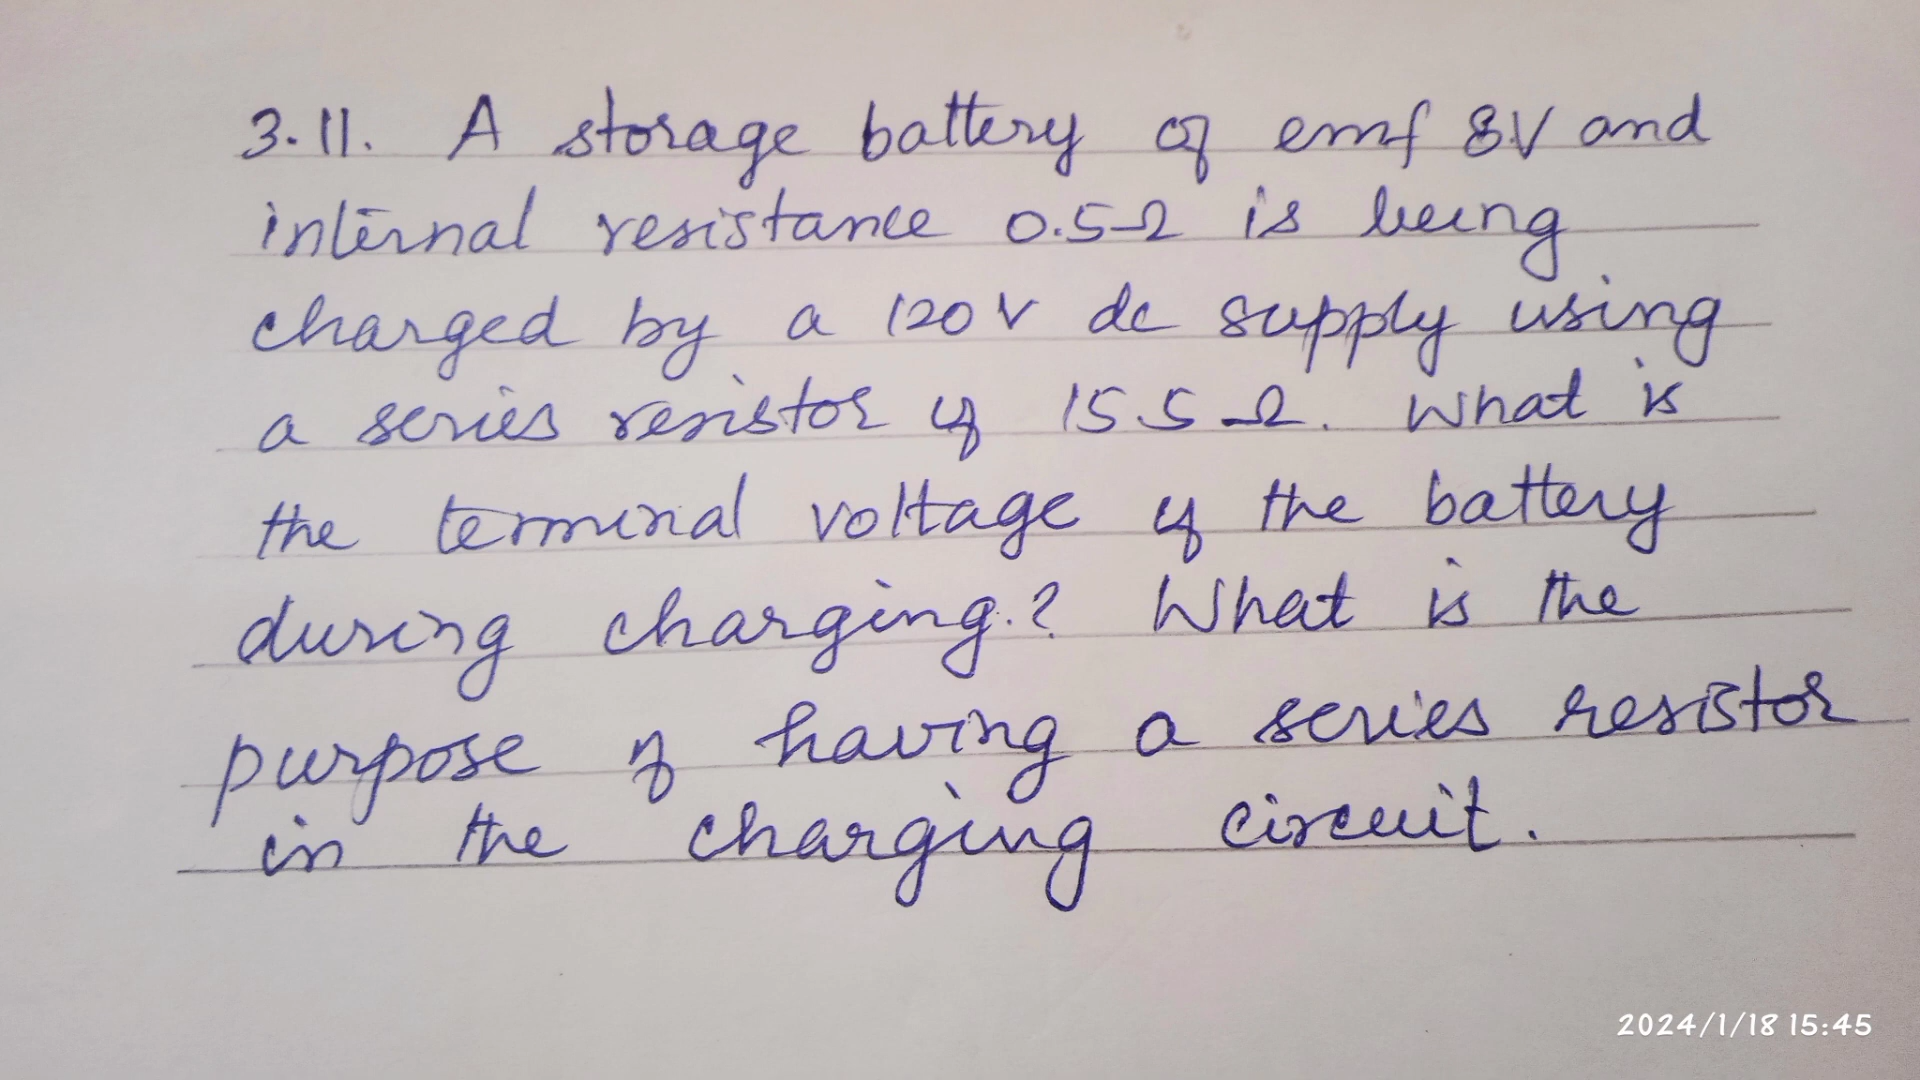 3.11. A storage battery of emf 8V and
internal resistance 0.5Ω is being
charged by a 120V dc supply using
a series resistor of 15.5Ω. What is
the terminal voltage of the battery
during charging.? What is the
purpose of having a series resistor
in the charging circuit.
2024/1/18 15:45